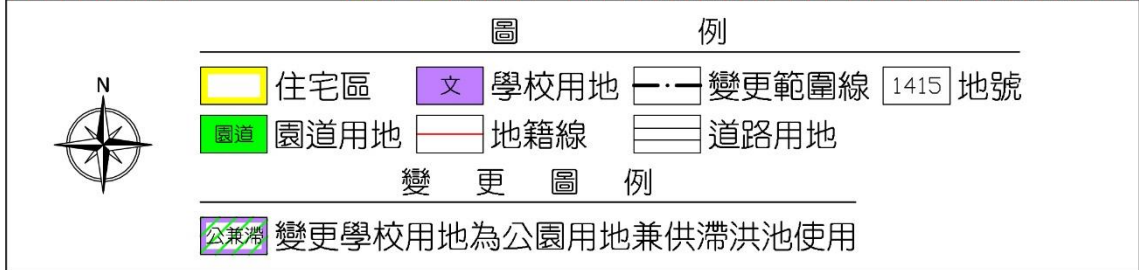 圖 例
N
住宅區 文 學校用地 變更範圍線 1415 地號
園道 園道用地 地籍線 道路用地
變 更 圖 例
公兼滯 變更學校用地為公園用地兼供滯洪池使用